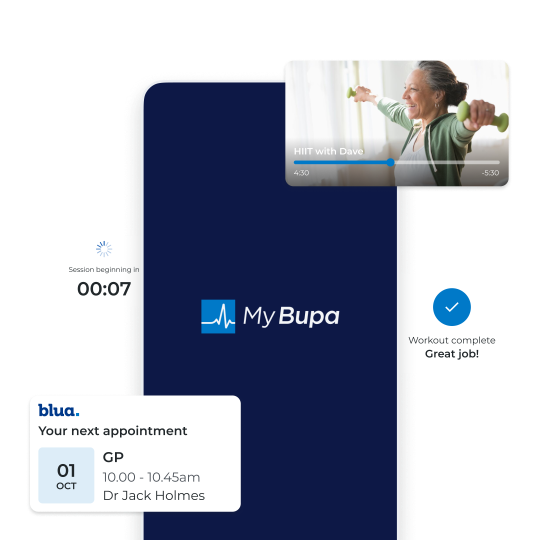 HIIT with Dave
4:30
-5:30
Session beginning in
00:07
My Bupa
Workout complete
Great job!
blua.
Your next appointment
01
OCT
GP
10.00 - 10.45am
Dr Jack Holmes